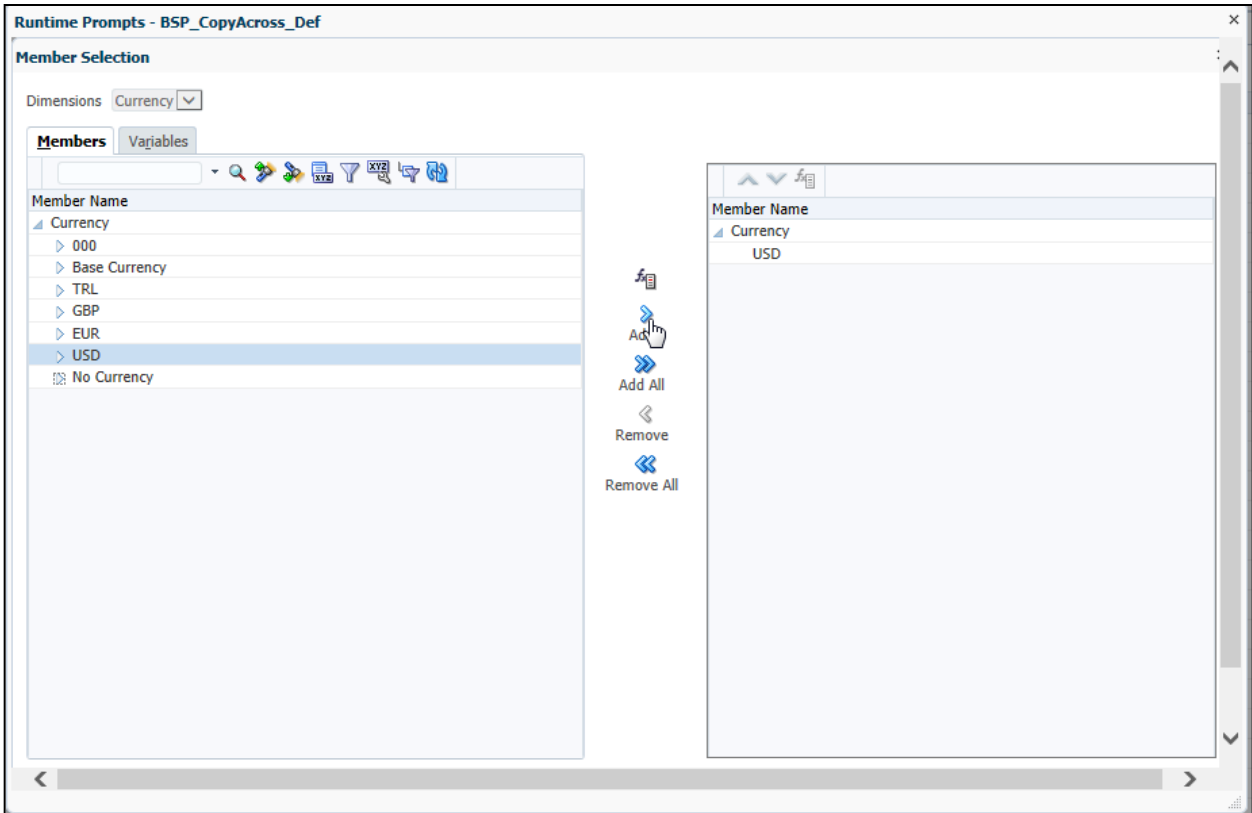 Runtime Prompts - BSP_CopyAcross_Def
Member Selection
Dimensions Currency
Members Variables
Member Name
Currency
000
Base Currency
TRL
GBP
EUR
USD
No Currency
Add All
Remove
Remove All
Member Name
Currency
USD